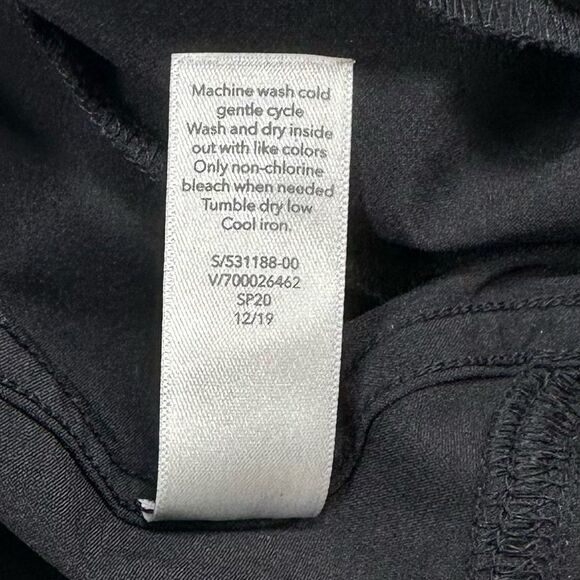 Machine wash cold
gentle cycle
Wash and dry inside
out with like colors
Only non-chlorine
bleach when needed
Tumble dry low
Cool iron.
S/531188-00
V/700026462
SP20
12/19